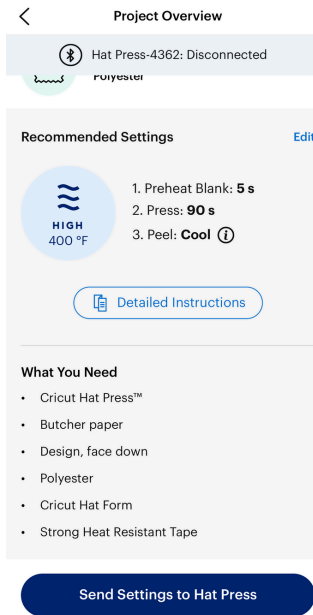 Project Overview
Hat Press-4362: Disconnected
Polyester
Recommended Settings
Edit
HIGH
400 °F
1. Preheat Blank: 5 s
2. Press: 90 s
3. Peel: Cool i
Detailed Instructions
What You Need
• Cricut Hat Press™
• Butcher paper
• Design, face down
• Polyester
• Cricut Hat Form
• Strong Heat Resistant Tape
Send Settings to Hat Press